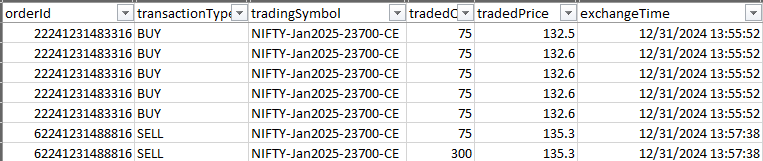 orderId transactionType tradingSymbol tradedQ tradedPrice exchangeTime
22241231483316 BUY NIFTY-Jan2025-23700-CE 75 132.5 12/31/2024 13:55:52
22241231483316 BUY NIFTY-Jan2025-23700-CE 75 132.6 12/31/2024 13:55:52
22241231483316 BUY NIFTY-Jan2025-23700-CE 75 132.6 12/31/2024 13:55:52
22241231483316 BUY NIFTY-Jan2025-23700-CE 75 132.6 12/31/2024 13:55:52
22241231483316 BUY NIFTY-Jan2025-23700-CE 75 132.6 12/31/2024 13:55:52
62241231488816 SELL NIFTY-Jan2025-23700-CE 75 135.3 12/31/2024 13:57:38
62241231488816 SELL NIFTY-Jan2025-23700-CE 300 135.3 12/31/2024 13:57:38